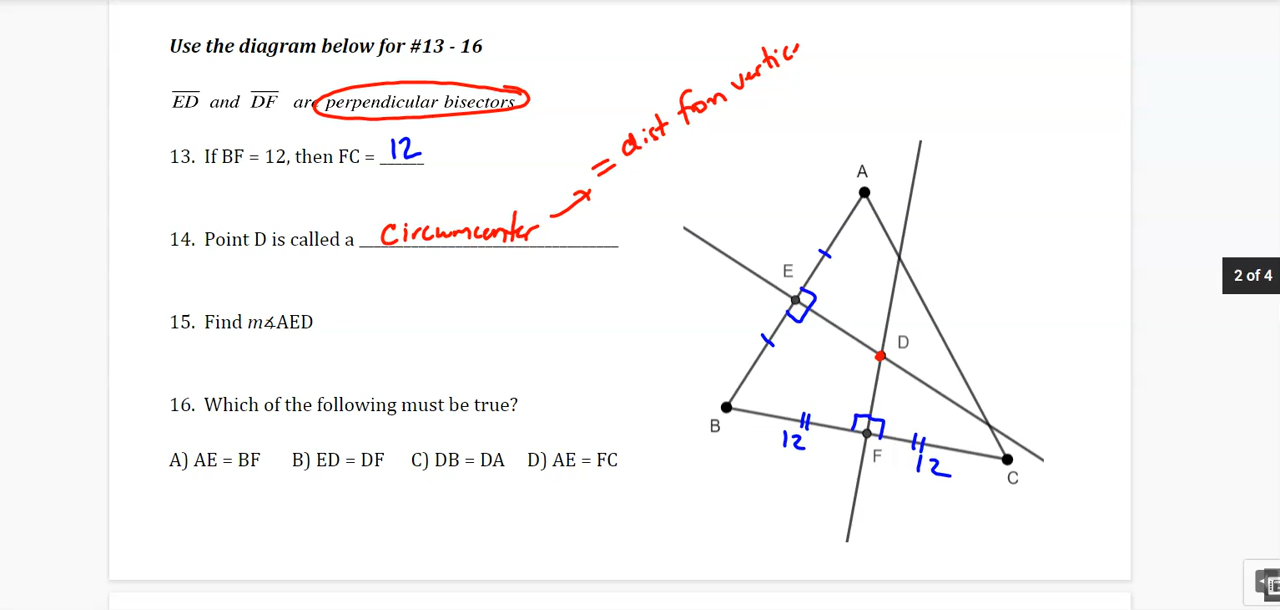 Use the diagram below for #13 - 16
ED and DF are perpendicular bisectors
= dist from vertic
13. If BF = 12, then FC = 12
14. Point D is called a circumcenter
15. Find m∡AED
16. Which of the following must be true?
A) AE = BF B) ED = DF C) DB = DA D) AE = FC
A
E
D
B
12
F
12
C
2 of 4